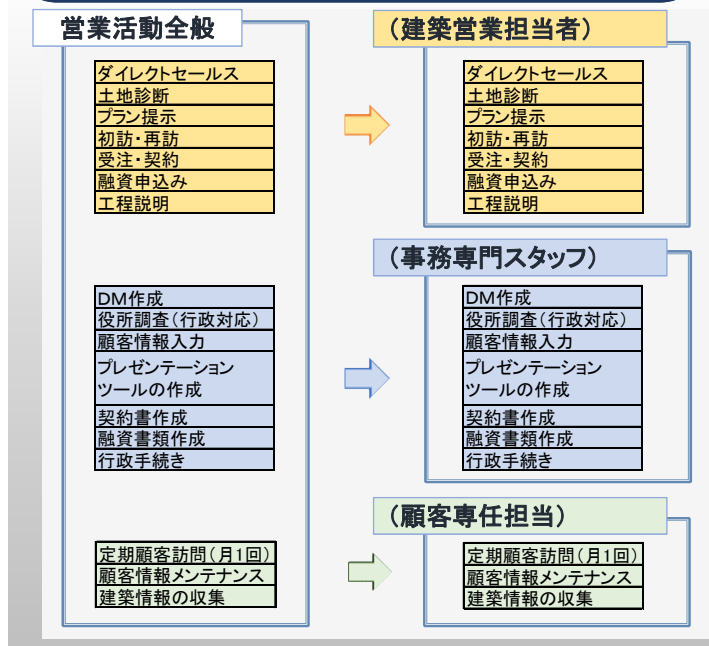 営業活動全般
ダイレクトセールス
土地診断
プラン提示
初訪・再訪
受注・契約
融資申込み
工程説明
DM作成
役所調査(行政対応)
顧客情報入力
プレゼンテーション
ツールの作成
契約書作成
融資書類作成
行政手続き
定期顧客訪問(月1回)
顧客情報メンテナンス
建築情報の収集
(建築営業担当者)
ダイレクトセールス
土地診断
プラン提示
初訪・再訪
受注・契約
融資申込み
工程説明
(事務専門スタッフ)
DM作成
役所調査(行政対応)
顧客情報入力
プレゼンテーション
ツールの作成
契約書作成
融資書類作成
行政手続き
(顧客専任担当)
定期顧客訪問(月1回)
顧客情報メンテナンス
建築情報の収集